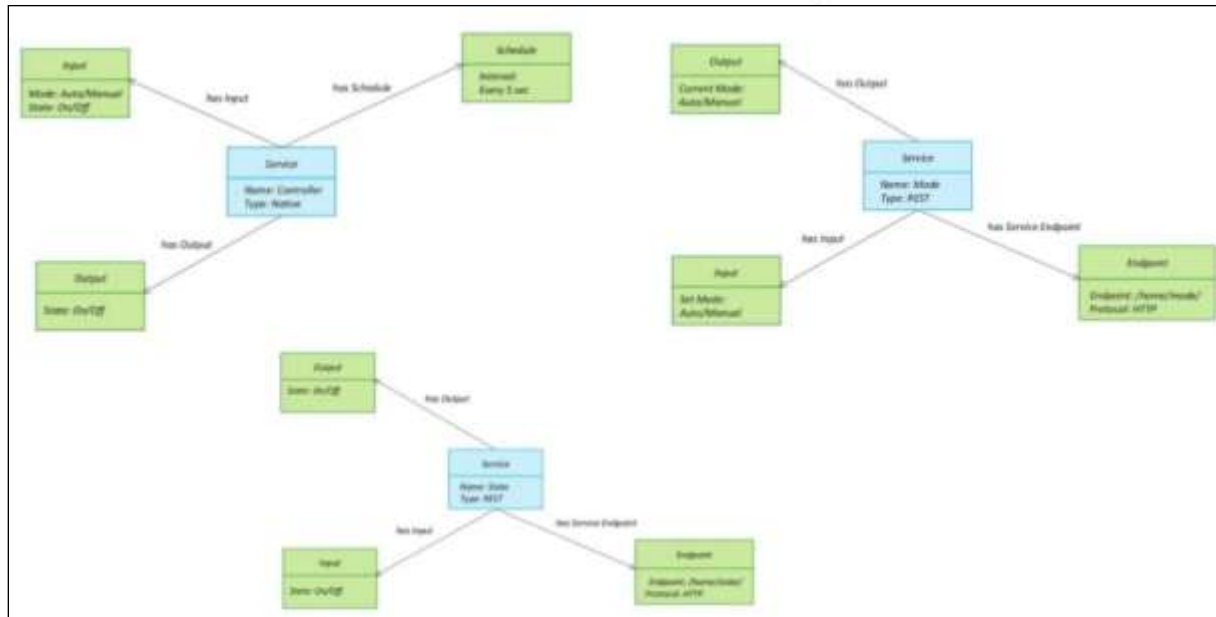 Input
Mode: Auto/Manual
State: On/Off
has Input
has Schedule
Schedule
Interval:
Every 5 sec
Service
Name: Controller
Type: Native
has Output
Output
State: On/Off
Output
Current Mode:
Auto/Manual
has Output
Service
Name: Mode
Type: REST
has Input
has Service Endpoint
Input
Set Mode:
Auto/Manual
Endpoint
Endpoint: /home/mode/
Protocol: HTTP
Output
State: On/Off
has Output
Service
Name: State
Type: REST
has Input
has Service Endpoint
Input
State: On/Off
Endpoint
Endpoint: /home/state/
Protocol: HTTP